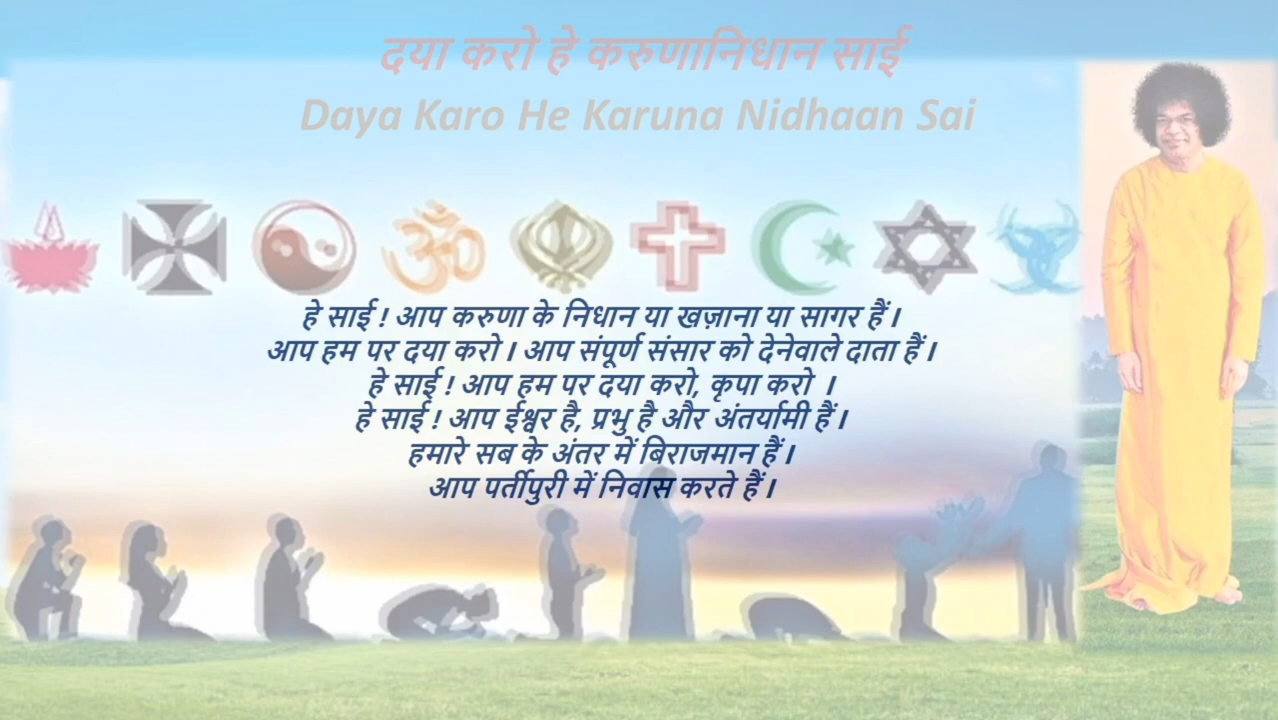 दया करो हे करुणानिधान साई
Daya Karo He Karuna Nidhaan Sai
हे साई ! आप करुणा के निधान या खज़ाना या सागर हैं ।
आप हम पर दया करो । आप संपूर्ण संसार को देनेवाले दाता हैं ।
हे साई ! आप हम पर दया करो, कृपा करो ।
हे साई ! आप ईश्वर है, प्रभु है और अंतर्यामी हैं ।
हमारे सब के अंतर में बिराजमान हैं ।
आप पर्तीपुरी में निवास करते हैं ।